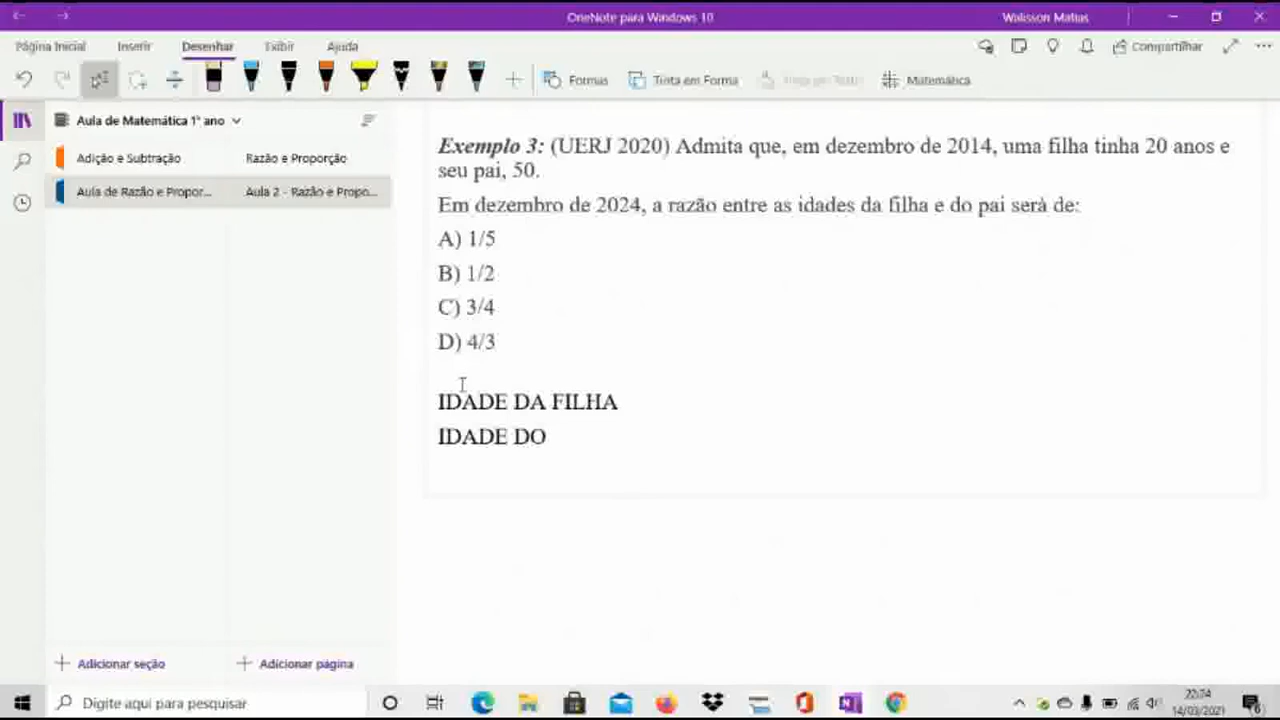 OneNote para Windows 10
Walisson Matias
Página Inicial Inserir Desenhar Exibir Ajuda
Compartilhar
Formas Tinta em Forma Tinta em Texto Matemática
Aula de Matemática 1º ano
Adição e Subtração Razão e Proporção
Aula de Razão e Propor... Aula 2 - Razão e Propo...
Exemplo 3: (UERJ 2020) Admita que, em dezembro de 2014, uma filha tinha 20 anos e
seu pai, 50.
Em dezembro de 2024, a razão entre as idades da filha e do pai será de:
A) 1/5
B) 1/2
C) 3/4
D) 4/3
IDADE DA FILHA
IDADE DO
Adicionar seção Adicionar página
Digite aqui para pesquisar
14/03/2021